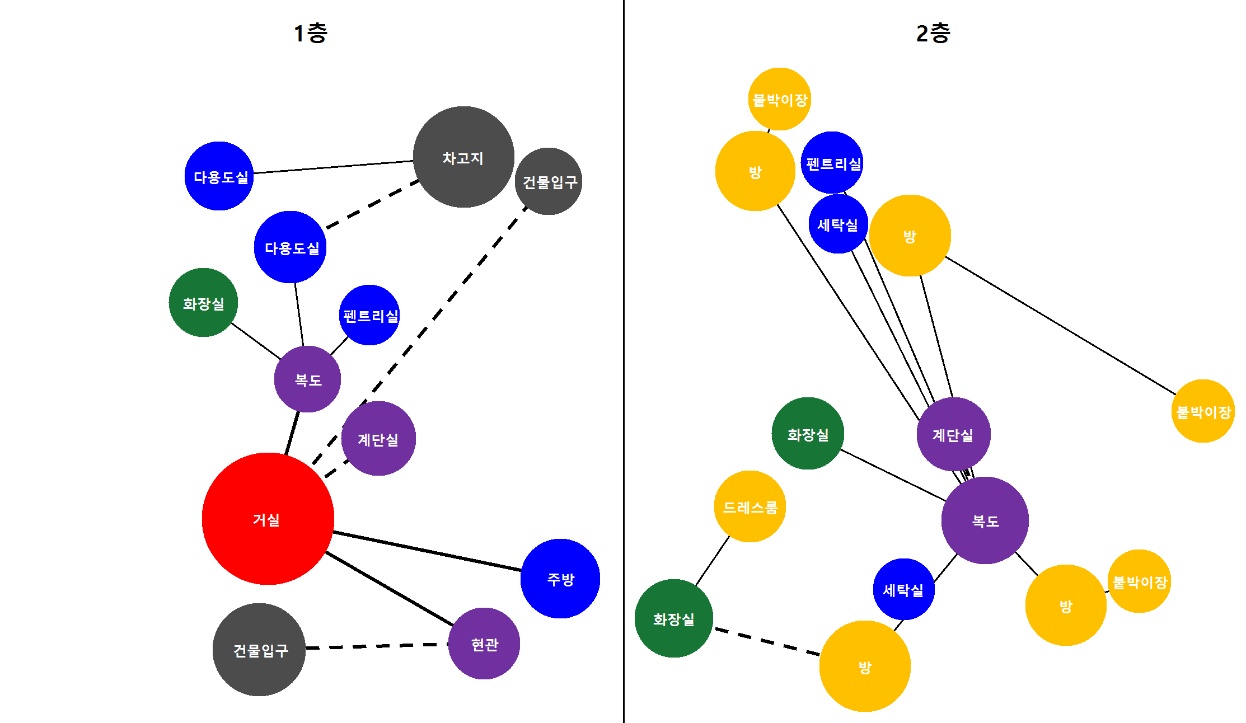 1층
차고지
다용도실
건물입구
다용도실
화장실
펜트리실
복도
계단실
거실
주방
건물입구
현관
2층
붙박이장
방
펜트리실
세탁실
방
붙박이장
화장실
계단실
드레스룸
복도
세탁실
붙박이장
방
화장실
방